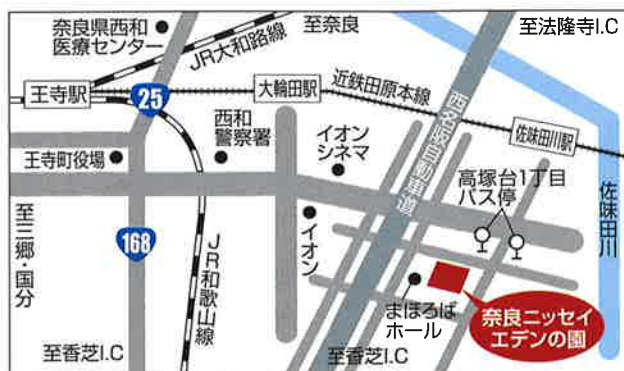 奈良県西和
医療センター
至奈良
至法隆寺I.C
JR大和路線
王寺駅
25
大輪田駅
近鉄田原本線
佐味田川駅
西名阪自動車道
西和
警察署
イオン
シネマ
王寺町役場
高塚台1丁目
バス停
佐味田川
至三郷・国分
168
JR和歌山線
イオン
まほろば
ホール
奈良ニッセイ
エデンの園
至香芝I.C
至香芝I.C